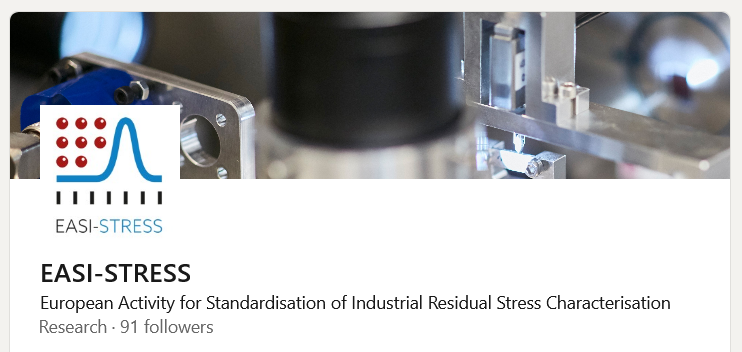 EASI-STRESS
EASI-STRESS
European Activity for Standardisation of Industrial Residual Stress Characterisation
Research · 91 followers